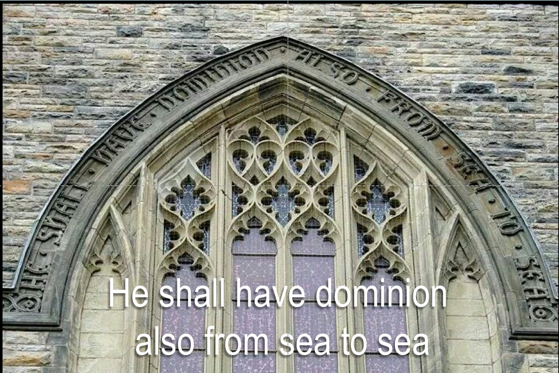 HE · SHALL · HAVE · DOMINION · ALSO · FROM · SEA · TO · SEA
He shall have dominion
also from sea to sea